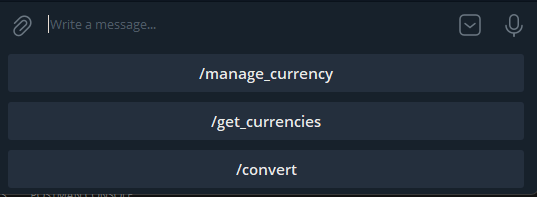 Write a message...
/manage_currency
/get_currencies
/convert